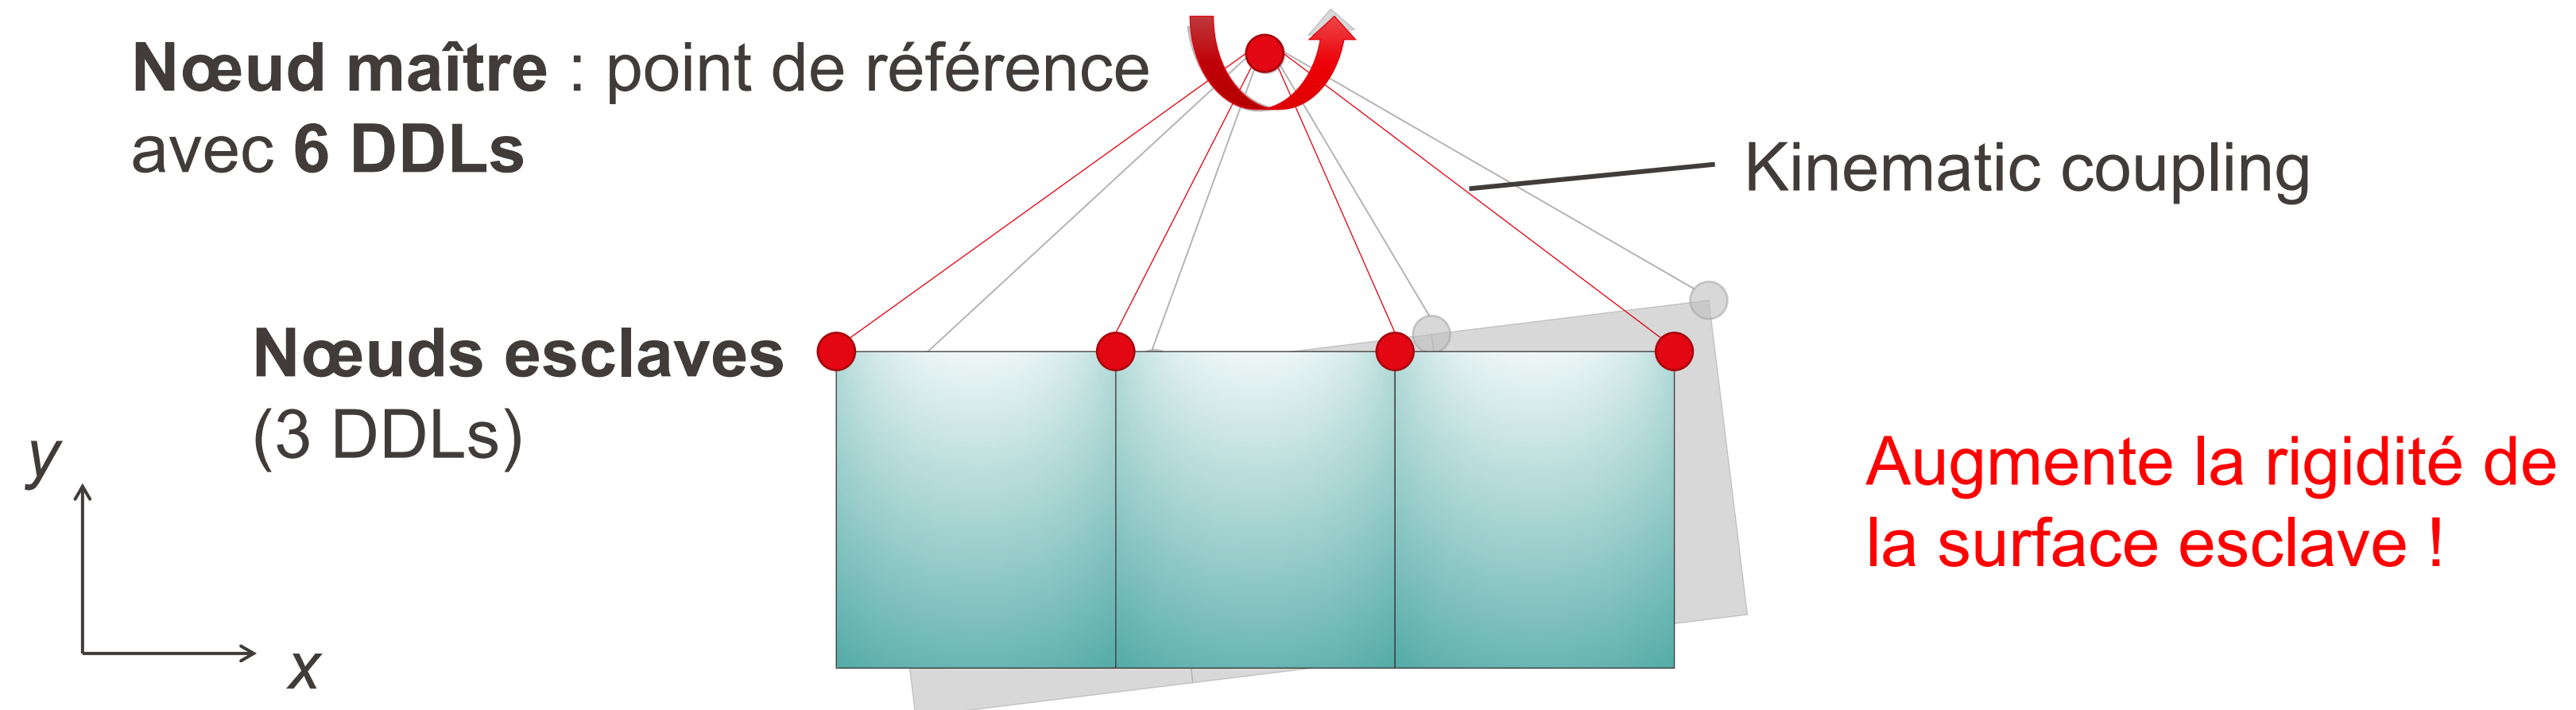 Nœud maître : point de référence
avec 6 DDLs
Kinematic coupling
Nœuds esclaves
(3 DDLs)
y
x
Augmente la rigidité de
la surface esclave !